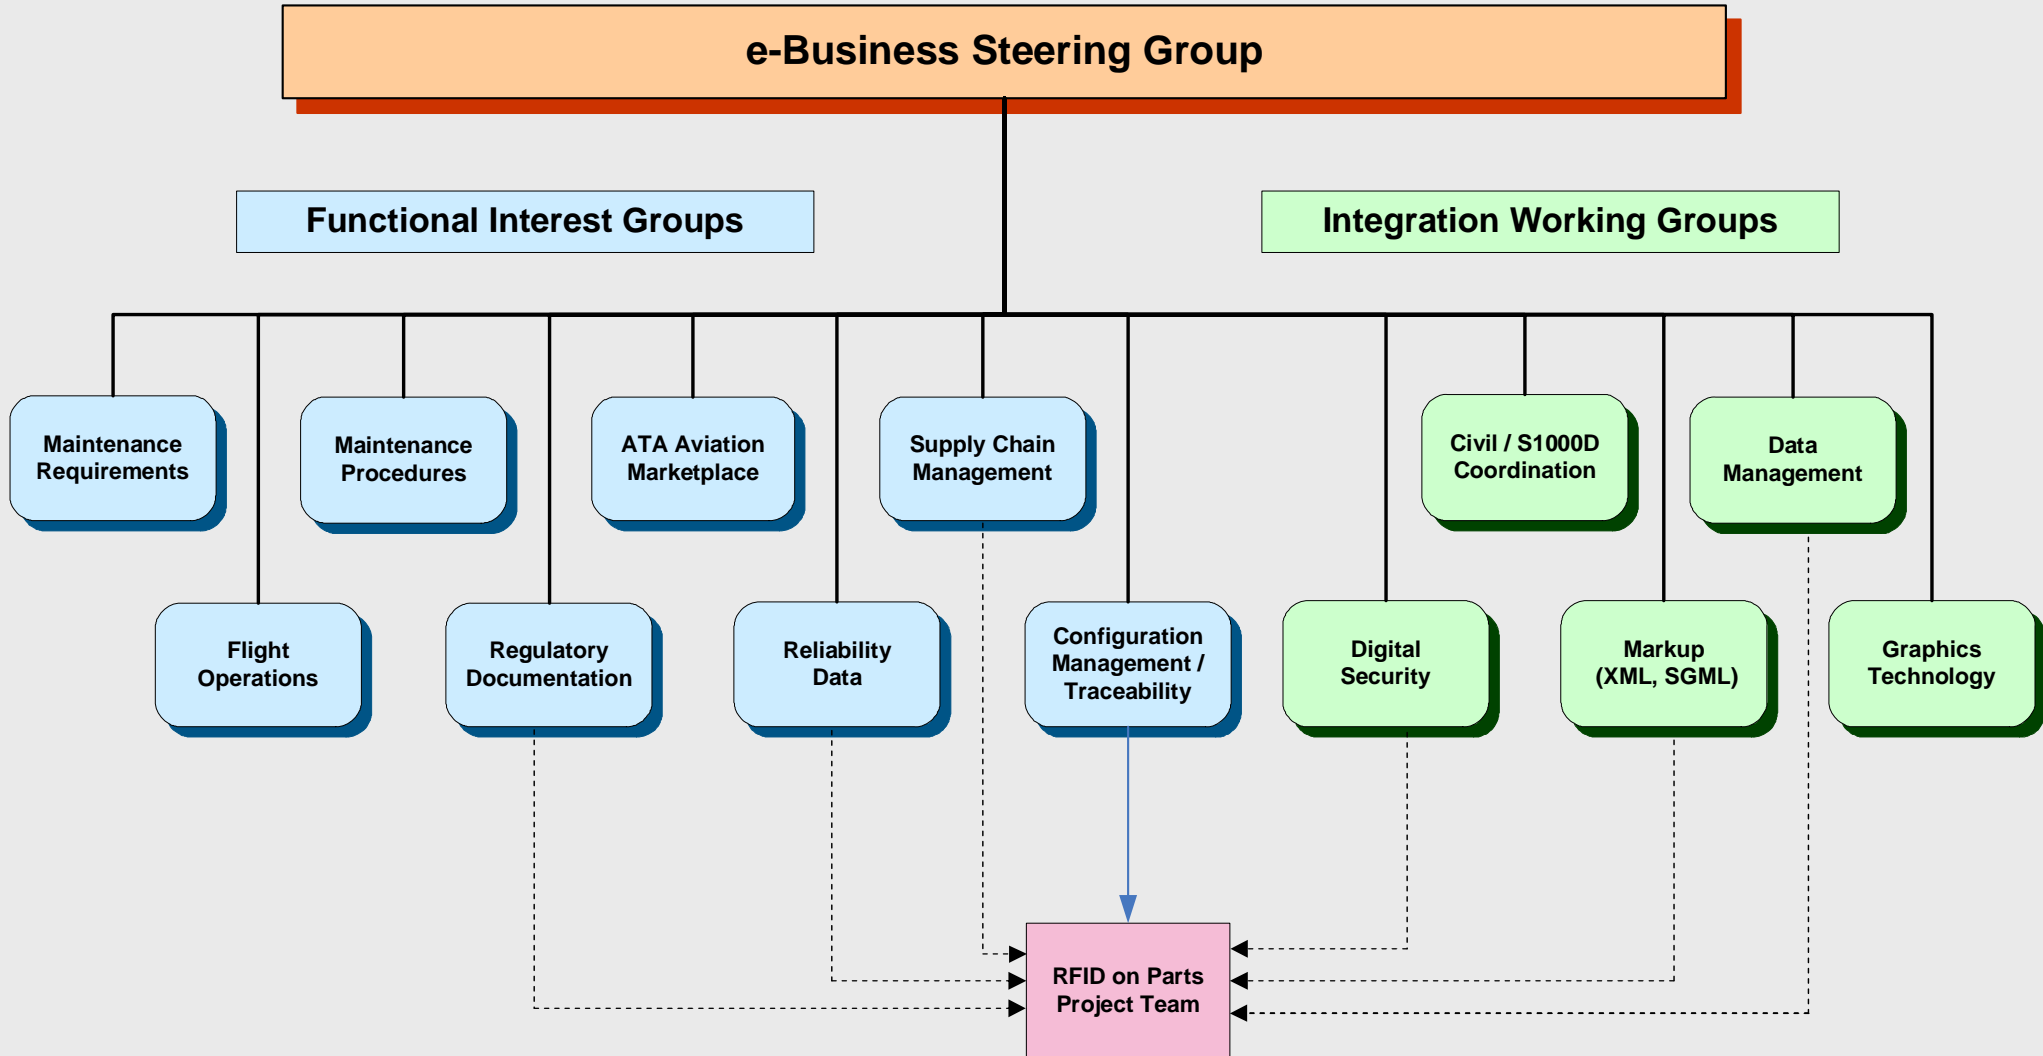 e-Business Steering Group
Functional Interest Groups
Integration Working Groups
Maintenance
Requirements
Maintenance
Procedures
ATA Aviation
Marketplace
Supply Chain
Management
Civil / S1000D
Coordination
Data
Management
Flight
Operations
Regulatory
Documentation
Reliability
Data
Configuration
Management /
Traceability
Digital
Security
Markup
(XML, SGML)
Graphics
Technology
RFID on Parts
Project Team